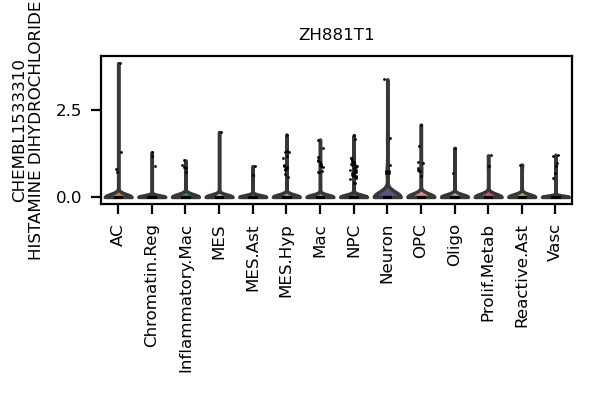 ZH881T1
CHEMBL1533310
HISTAMINE DIHYDROCHLORIDE
2.5
0.0
AC
Chromatin.Reg
Inflammatory.Mac
MES
MES.Ast
MES.Hyp
Mac
NPC
Neuron
OPC
Oligo
Prolif.Metab
Reactive.Ast
Vasc